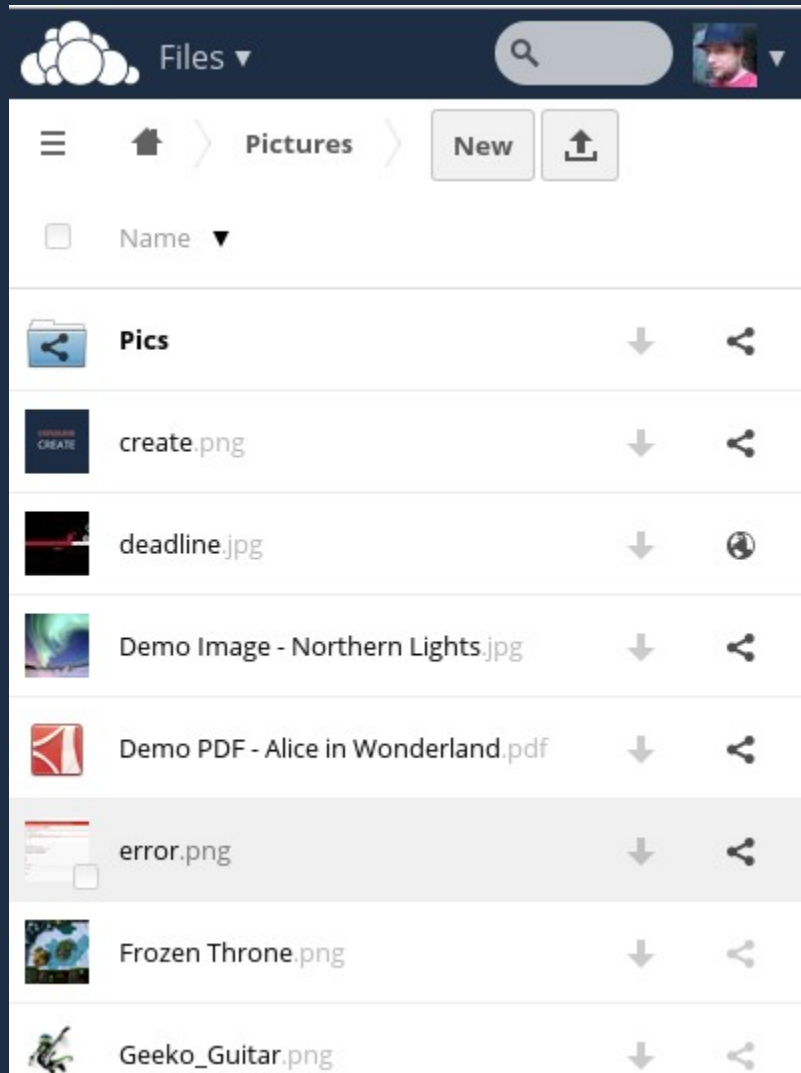 Files
Pictures
New
Name
Pics
CREATE
create.png
deadline.jpg
Demo Image - Northern Lights.jpg
Demo PDF - Alice in Wonderland.pdf
error.png
Frozen Throne.png
Geeko_Guitar.png